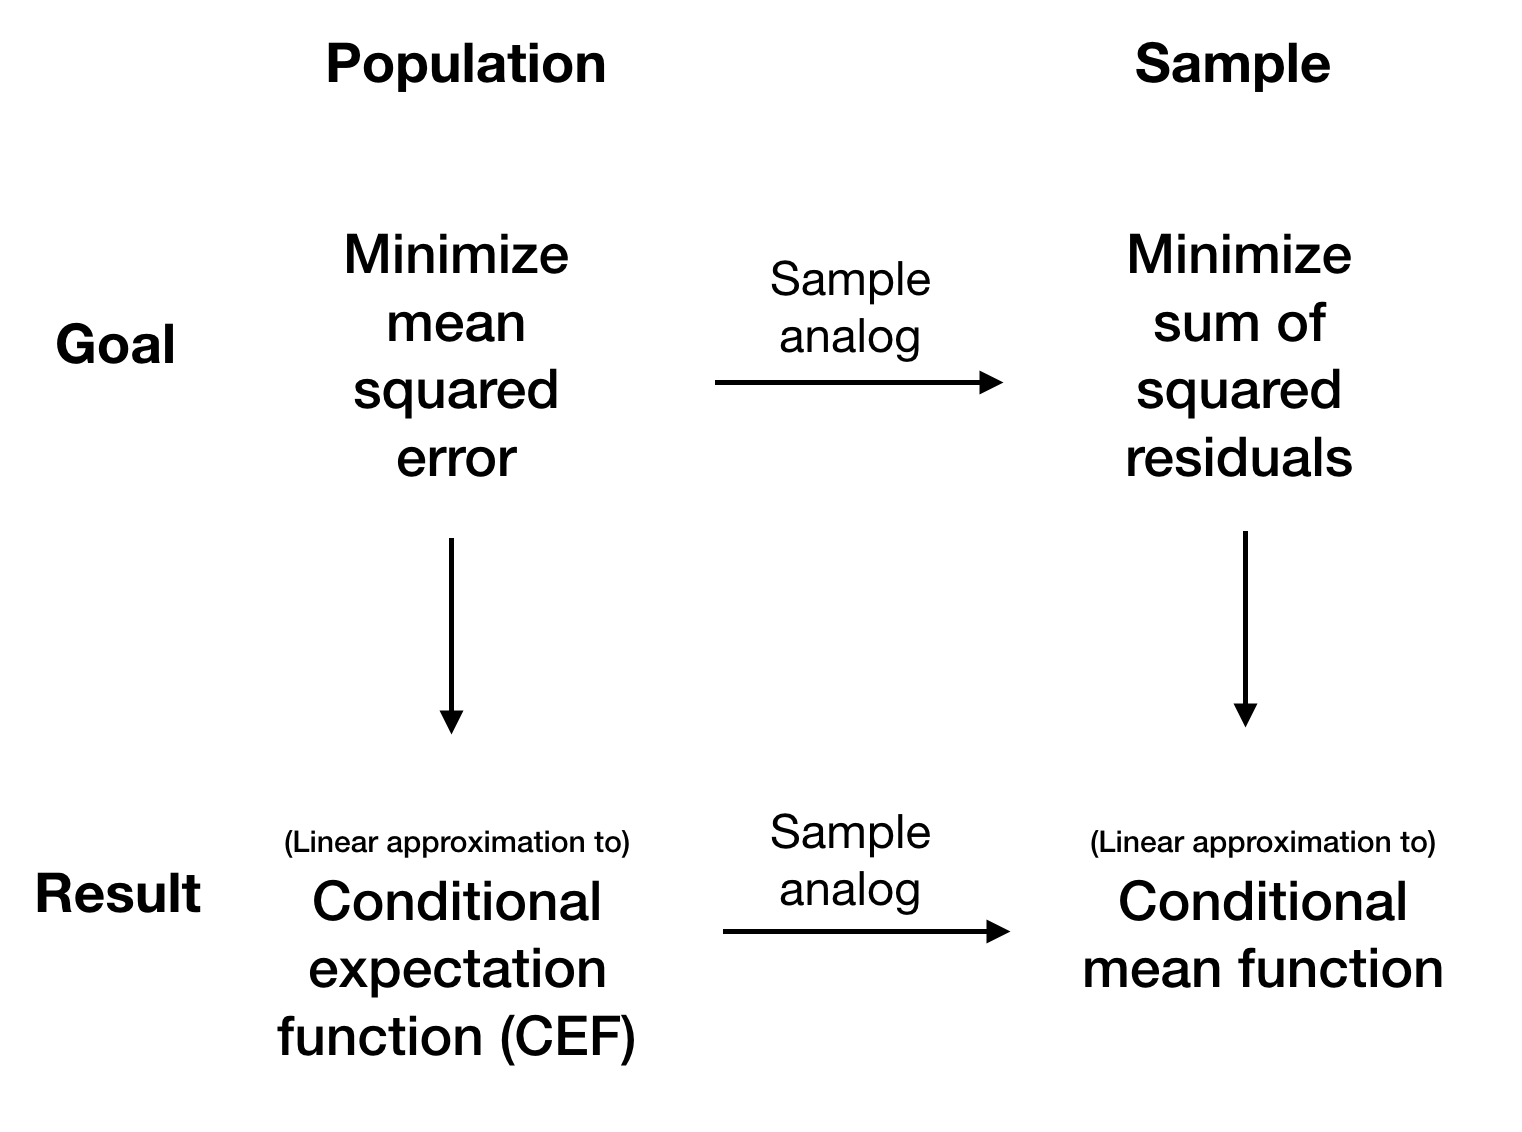 Population
Sample
Goal
Minimize
mean
squared
error
Sample
analog
Minimize
sum of
squared
residuals
Result
(Linear approximation to)
Conditional
expectation
function (CEF)
Sample
analog
(Linear approximation to)
Conditional
mean function